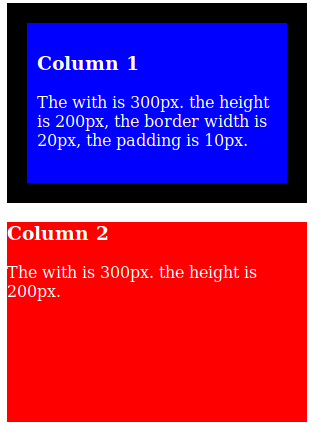 Column 1
The with is 300px. the height
is 200px, the border width is
20px, the padding is 10px.
Column 2
The with is 300px. the height is
200px.